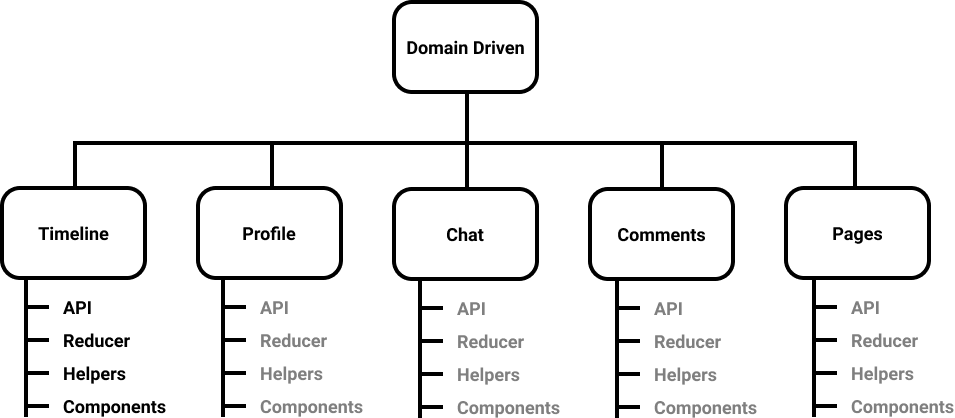 Domain Driven
Timeline
Profile
Chat
Comments
Pages
API
Reducer
Helpers
Components
API
Reducer
Helpers
Components
API
Reducer
Helpers
Components
API
Reducer
Helpers
Components
API
Reducer
Helpers
Components